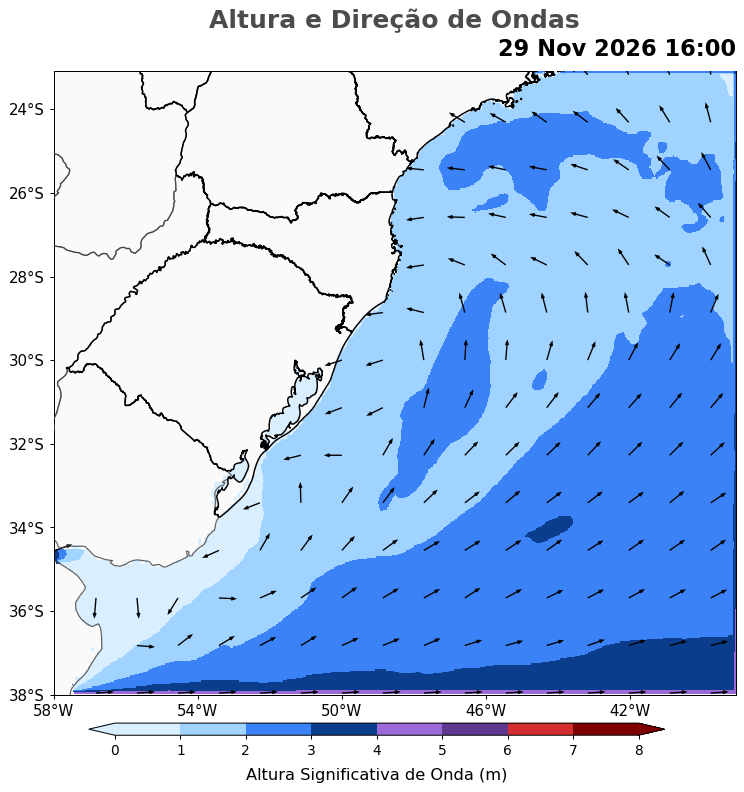 Altura e Direção de Ondas
29 Nov 2026 16:00
24°S
26°S
28°S
30°S
32°S
34°S
36°S
38°S
58°W 54°W 50°W 46°W 42°W
0 1 2 3 4 5 6 7 8
Altura Significativa de Onda (m)